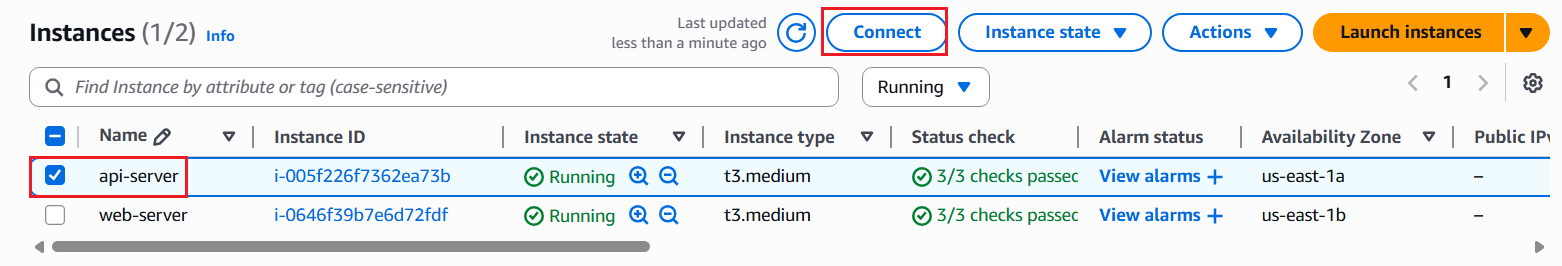 Instances (1/2) Info
Last updated
less than a minute ago
Connect
Instance state
Actions
Launch instances
Find Instance by attribute or tag (case-sensitive)
Running
1
Name Instance ID Instance state Instance type Status check Alarm status Availability Zone Public IPv
api-server i-005f226f7362ea73b Running t3.medium 3/3 checks passed View alarms + us-east-1a –
web-server i-0646f39b7e6d72fdf Running t3.medium 3/3 checks passed View alarms + us-east-1b –